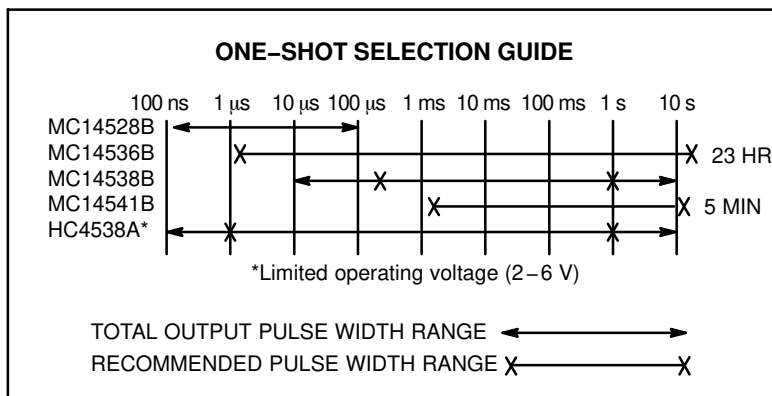 ONE−SHOT SELECTION GUIDE
100 ns 1 μs 10 μs 100 μs 1 ms 10 ms 100 ms 1 s 10 s
MC14528B
MC14536B 23 HR
MC14538B
MC14541B 5 MIN
HC4538A*
*Limited operating voltage (2−6 V)
TOTAL OUTPUT PULSE WIDTH RANGE
RECOMMENDED PULSE WIDTH RANGE